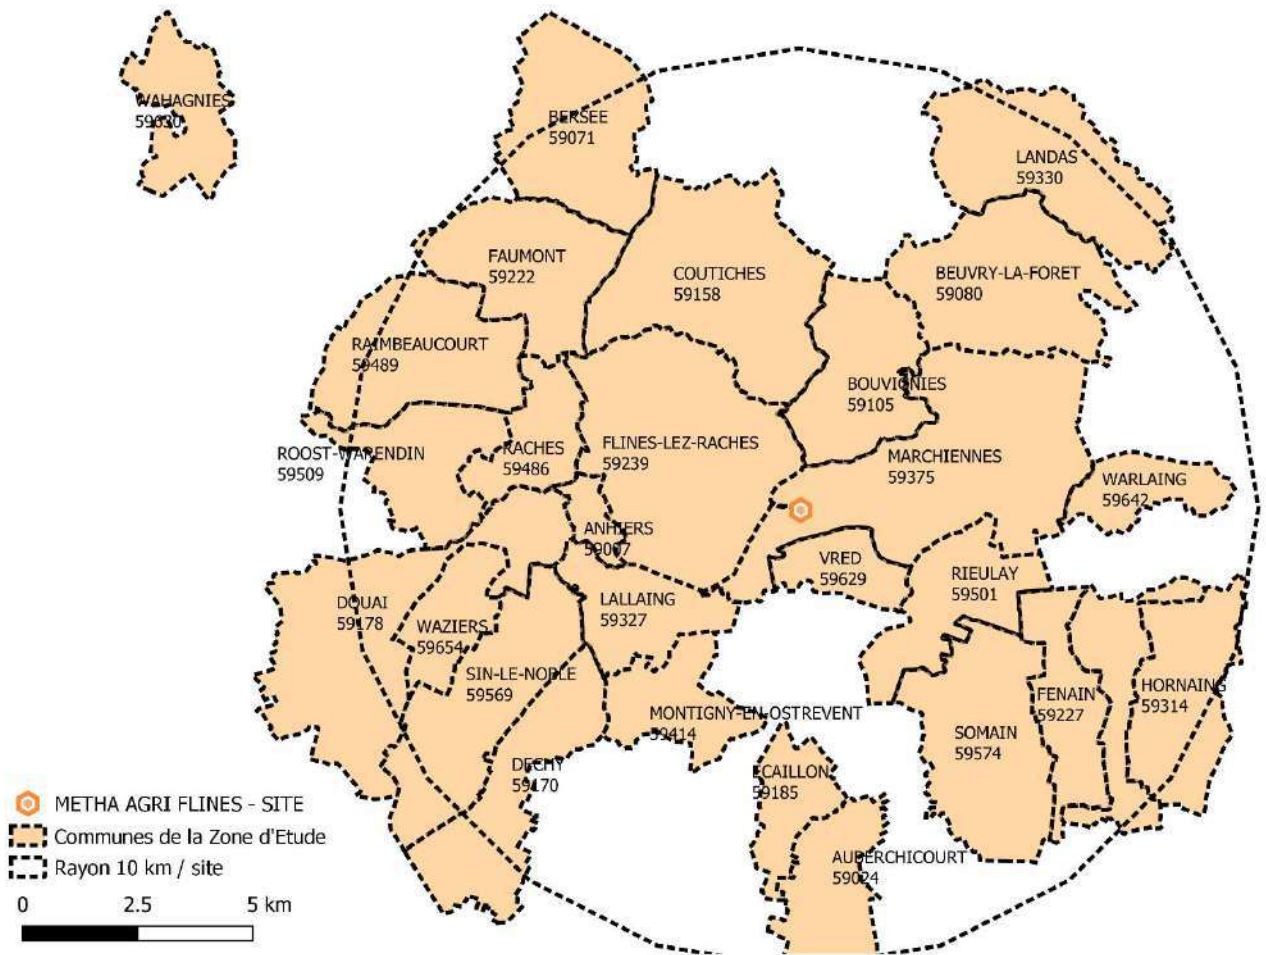 WAHAGNIES
59630
BERSEE
59071
LANDAS
59330
FAUMONT
59222
COUTICHES
59158
BEUVRY-LA-FORET
59080
RAIMBEAUCOURT
59489
BOUVIGNIES
59105
ROOST-WARENDIN
59509
RACHES
59486
FLINES-LEZ-RACHES
59239
MARCHIENNES
59375
WARLAING
59642
ANHIERS
59007
VRED
59629
RIEULAY
59501
DOUAI
59178
WAZIERS
59654
LALLAING
59327
SIN-LE-NOBLE
59569
MONTIGNY-EN-OSTREVENT
59414
FENAIN
59227
HORNAING
59314
SOMAIN
59574
DECHY
59170
ECAILLON
59185
AUBERCHICOURT
59024
METHA AGRI FLINES - SITE
Communes de la Zone d'Etude
Rayon 10 km / site
0 2.5 5 km